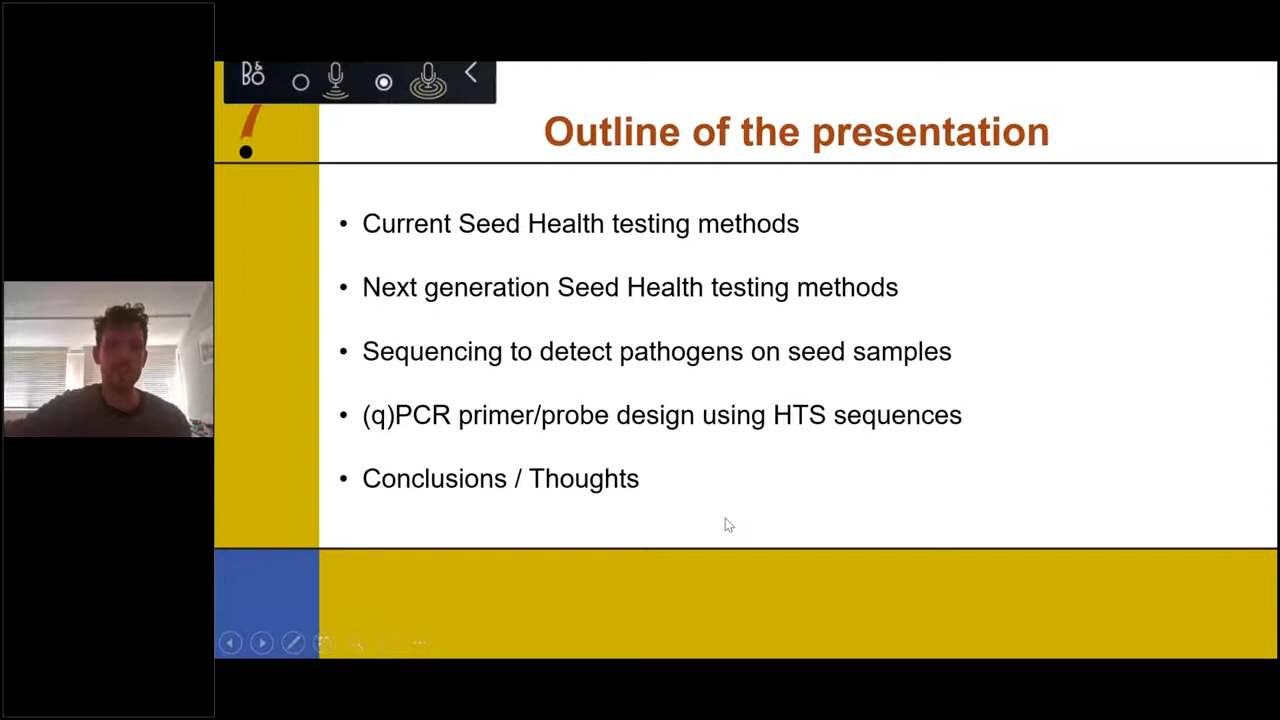 B&
BO
Outline of the presentation
• Current Seed Health testing methods
• Next generation Seed Health testing methods
• Sequencing to detect pathogens on seed samples
• (q)PCR primer/probe design using HTS sequences
• Conclusions / Thoughts